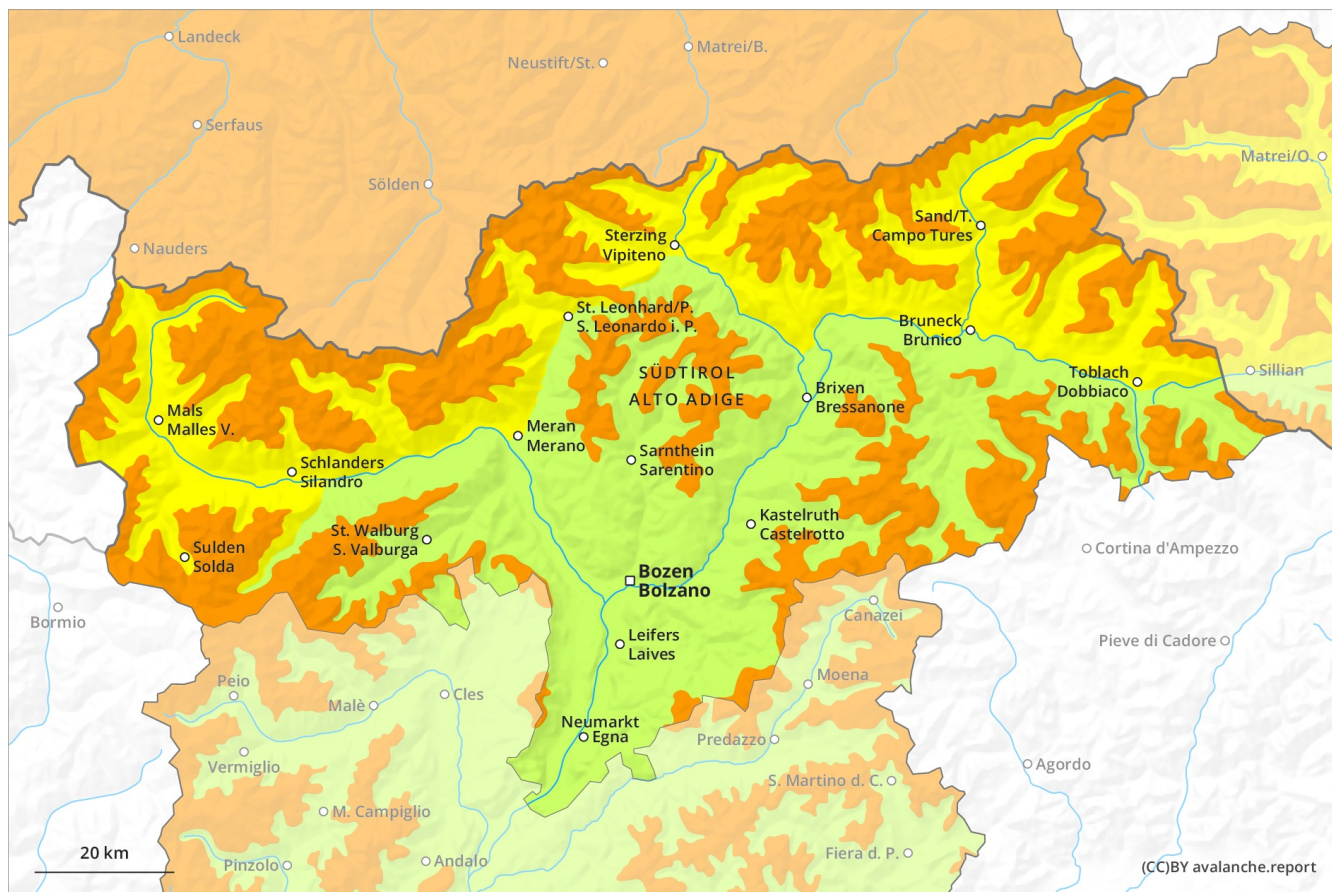 Landeck
Matrei/B.
Neustift/St.
Serfaus
Matrei/O.
Sölden
Sand/T.
Campo Tures
Sterzing
Vipiteno
Nauders
St. Leonhard/P.
S. Leonardo i. P.
Bruneck
Brunico
SÜDTIROL
ALTO ADIGE
Toblach
Dobbiaco
Sillian
Brixen
Bressanone
Mals
Malles V.
Meran
Merano
Schlanders
Silandro
Sarnthein
Sarentino
Kastelruth
Castelrotto
St. Walburg
S. Valburga
Sulden
Solda
Cortina d'Ampezzo
Bozen
Bolzano
Bormio
Canazei
Leifers
Laives
Pieve di Cadore
Peio
Moena
Malè
Cles
Neumarkt
Egna
Predazzo
Vermiglio
Agordo
S. Martino d. C.
M. Campiglio
20 km
Andalo
Fiera d. P.
Pinzolo
(CC)BY avalanche.report